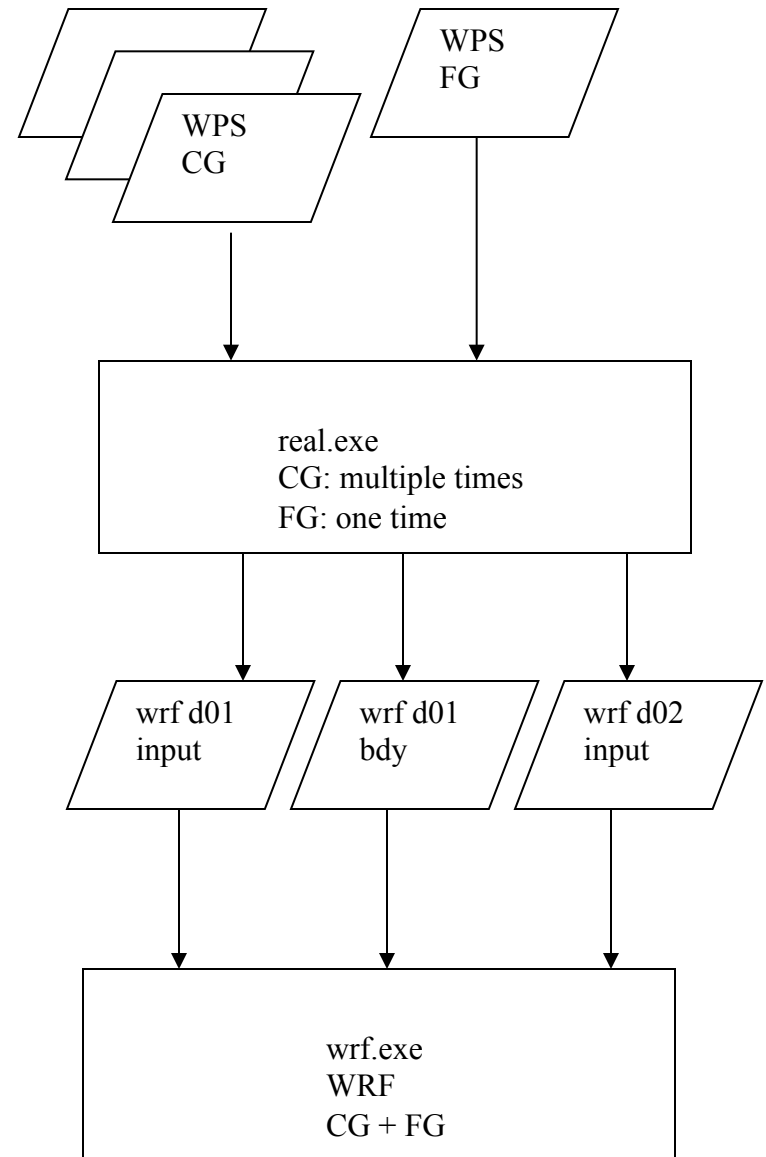 WPS
CG
WPS
FG
real.exe
CG: multiple times
FG: one time
wrf d01
input
wrf d01
bdy
wrf d02
input
wrf.exe
WRF
CG + FG